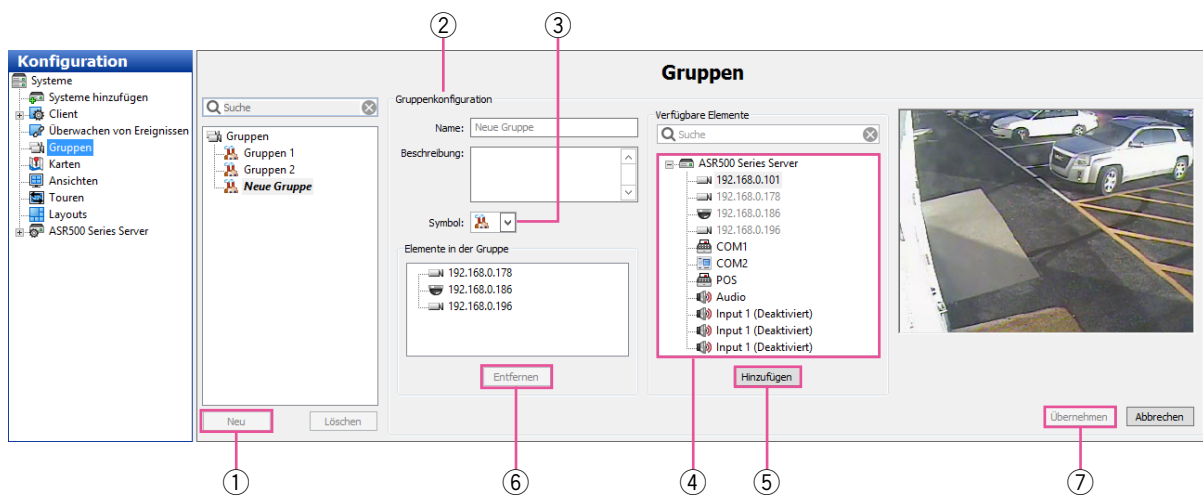 ② ③
Konfiguration
Systeme
Systeme hinzufügen
Client
Überwachen von Ereignissen
Gruppen
Karten
Ansichten
Touren
Layouts
ASR500 Series Server
Gruppen
Suche
Gruppen
Gruppen 1
Gruppen 2
Neue Gruppe
Neu
Löschen
Gruppenkonfiguration
Name: Neue Gruppe
Beschreibung:
Symbol:
Elemente in der Gruppe
192.168.0.178
192.168.0.186
192.168.0.196
Entfernen
Verfügbare Elemente
Suche
ASR500 Series Server
192.168.0.101
192.168.0.178
192.168.0.186
192.168.0.196
COM1
COM2
POS
Audio
Input 1 (Deaktiviert)
Input 1 (Deaktiviert)
Input 1 (Deaktiviert)
Hinzufügen
Übernehmen
Abbrechen
① ⑥ ④ ⑤ ⑦